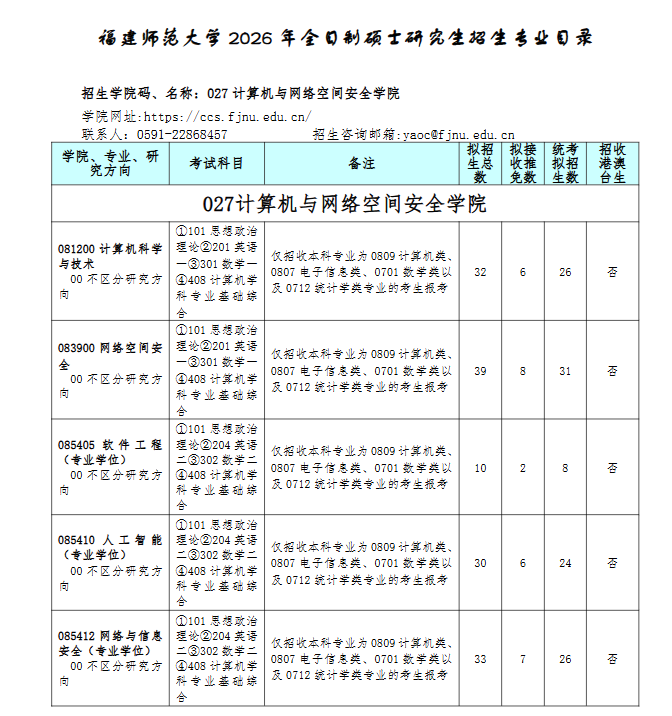 福建师范大学 2026 年全日制硕士研究生招生专业目录
招生学院码、名称：027 计算机与网络空间安全学院
学院网址:https://ccs.fjnu.edu.cn/
联系人: 0591-22868457 招生咨询邮箱:yaoc@fjnu.edu.cn
学院、专业、研
究方向
考试科目
备注
拟招
生总
数
拟接
收推
免数
统考
拟招
生数
招收
港澳
台生
027计算机与网络空间安全学院
081200 计算机科学
与技术
00 不区分研究方
向
①101 思想政治
理论②201 英语
一③301 数学一
④408 计算机学
科专业基础综
合
仅招收本科专业为 0809 计算机类、
0807 电子信息类、0701 数学类以
及 0712 统计学类专业的考生报考
32
6
26
否
083900 网络空间安
全
00 不区分研究方
向
①101 思想政治
理论②201 英语
一③301 数学一
④408 计算机学
科专业基础综
合
仅招收本科专业为 0809 计算机类、
0807 电子信息类、0701 数学类以
及 0712 统计学类专业的考生报考
39
8
31
否
085405 软件工程
（专业学位）
00 不区分研究方
向
①101 思想政治
理论②204 英语
二③302 数学二
④408 计算机学
科专业基础综
合
仅招收本科专业为 0809 计算机类、
0807 电子信息类、0701 数学类以
及 0712 统计学类专业的考生报考
10
2
8
否
085410 人工智能
（专业学位）
00 不区分研究方
向
①101 思想政治
理论②204 英语
二③302 数学二
④408 计算机学
科专业基础综
合
仅招收本科专业为 0809 计算机类、
0807 电子信息类、0701 数学类以
及 0712 统计学类专业的考生报考
30
6
24
否
085412 网络与信息
安全（专业学位）
00 不区分研究方
向
①101 思想政治
理论②204 英语
二③302 数学二
④408 计算机学
科专业基础综
合
仅招收本科专业为 0809 计算机类、
0807 电子信息类、0701 数学类以
及 0712 统计学类专业的考生报考
33
7
26
否